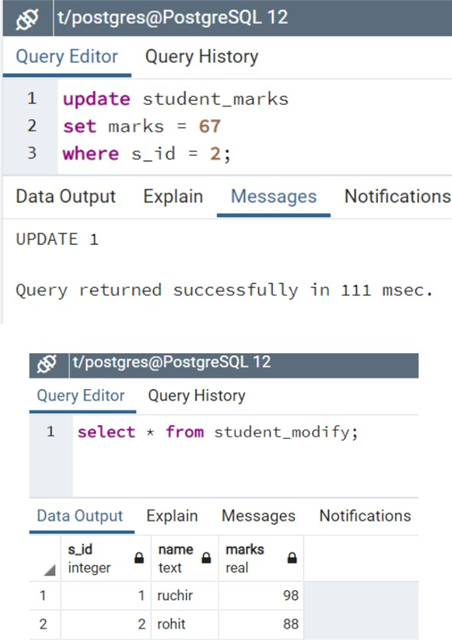 t/postgres@PostgreSQL 12
Query Editor Query History
1 update student_marks
2 set marks = 67
3 where s_id = 2;
Data Output Explain Messages Notifications
UPDATE 1
Query returned successfully in 111 msec.
t/postgres@PostgreSQL 12
Query Editor Query History
1 select * from student_modify;
Data Output Explain Messages Notifications
s_id name marks
integer text real
1 1 ruchir 98
2 2 rohit 88